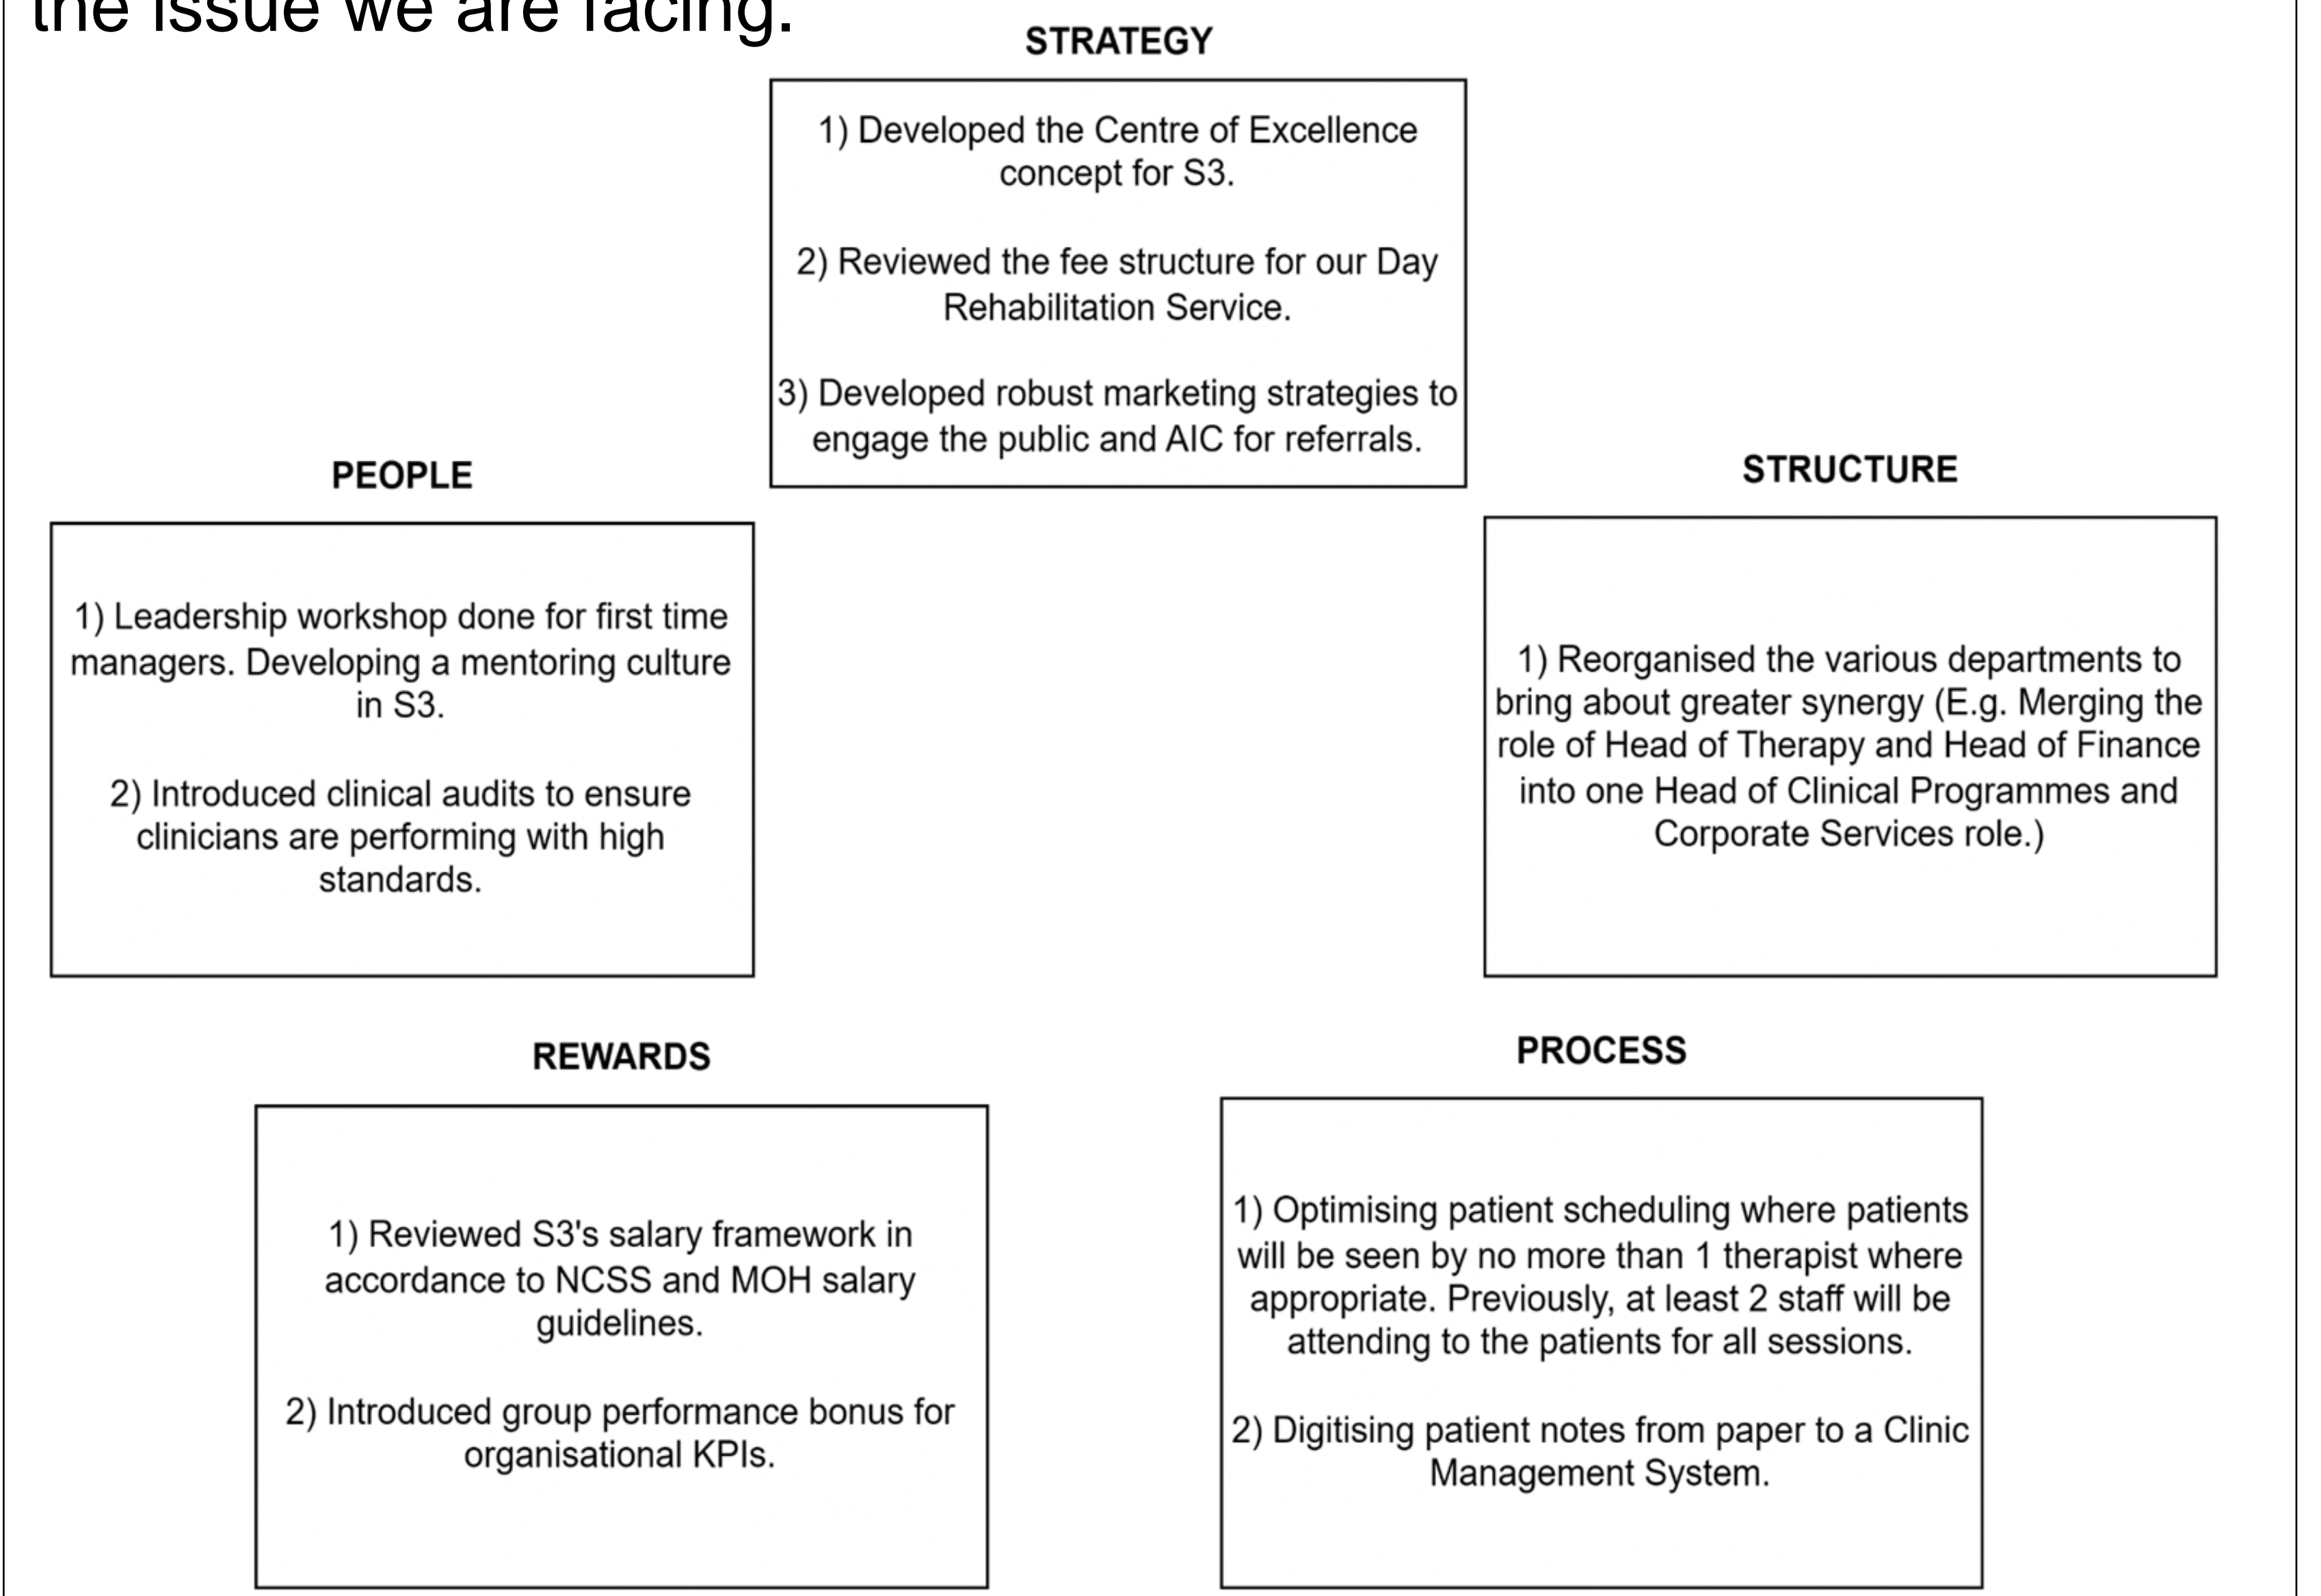 the issue we are facing.
STRATEGY
1) Developed the Centre of Excellence
concept for S3.
2) Reviewed the fee structure for our Day
Rehabilitation Service.
3) Developed robust marketing strategies to
engage the public and AIC for referrals.
PEOPLE
1) Leadership workshop done for first time
managers. Developing a mentoring culture
in S3.
2) Introduced clinical audits to ensure
clinicians are performing with high
standards.
STRUCTURE
1) Reorganised the various departments to
bring about greater synergy (E.g. Merging the
role of Head of Therapy and Head of Finance
into one Head of Clinical Programmes and
Corporate Services role.)
REWARDS
1) Reviewed S3's salary framework in
accordance to NCSS and MOH salary
guidelines.
2) Introduced group performance bonus for
organisational KPIs.
PROCESS
1) Optimising patient scheduling where patients
will be seen by no more than 1 therapist where
appropriate. Previously, at least 2 staff will be
attending to the patients for all sessions.
2) Digitising patient notes from paper to a Clinic
Management System.